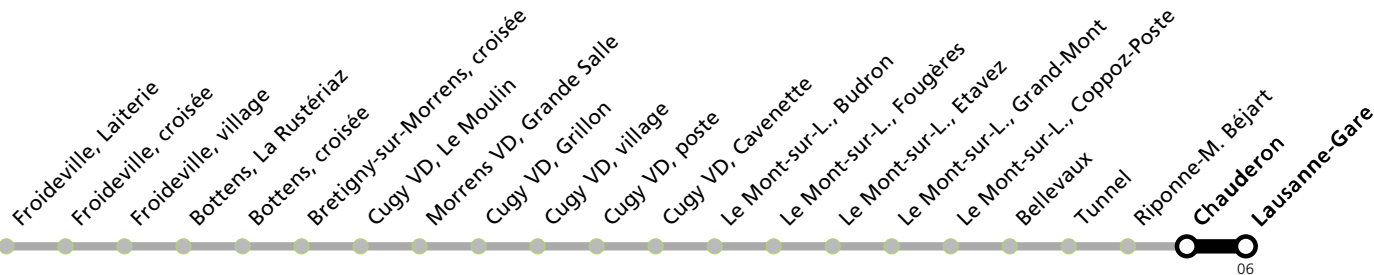 Froideville, Laiterie
Froideville, croisée
Froideville, village
Bottens, La Rustériaz
Bottens, croisée
Bretigny-sur-Morrens, croisée
Cugy VD, Le Moulin
Morrens VD, Grande Salle
Cugy VD, Grillon
Cugy VD, village
Cugy VD, poste
Cugy VD, Cavenette
Le Mont-sur-L., Budron
Le Mont-sur-L., Fougères
Le Mont-sur-L., Etavez
Le Mont-sur-L., Grand-Mont
Le Mont-sur-L., Coppoz-Poste
Bellevaux
Tunnel
Riponne-M. Béjart
Chauderon
Lausanne-Gare
06